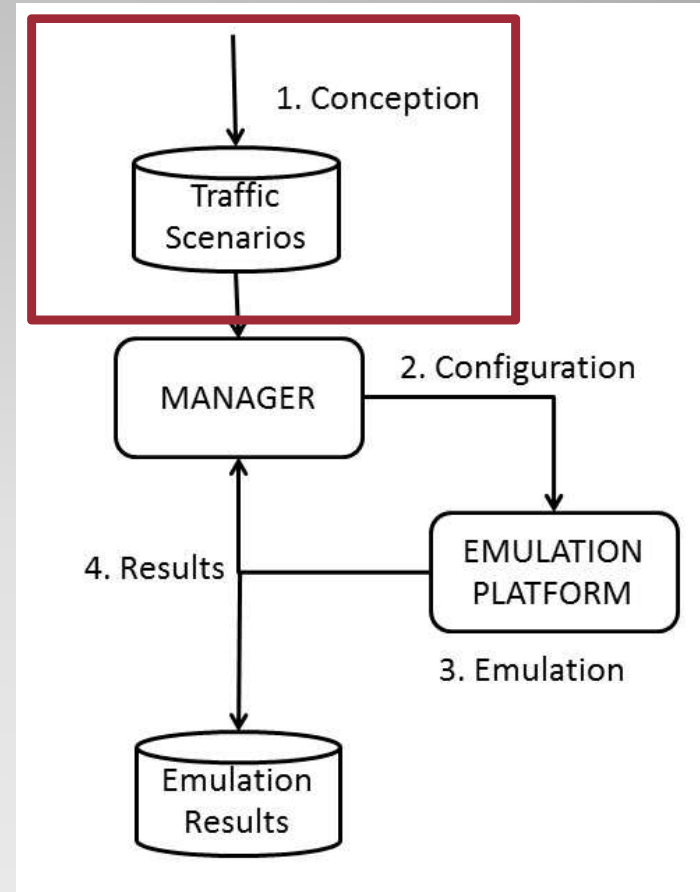 1. Conception
Traffic
Scenarios
MANAGER
2. Configuration
EMULATION
PLATFORM
3. Emulation
4. Results
Emulation
Results